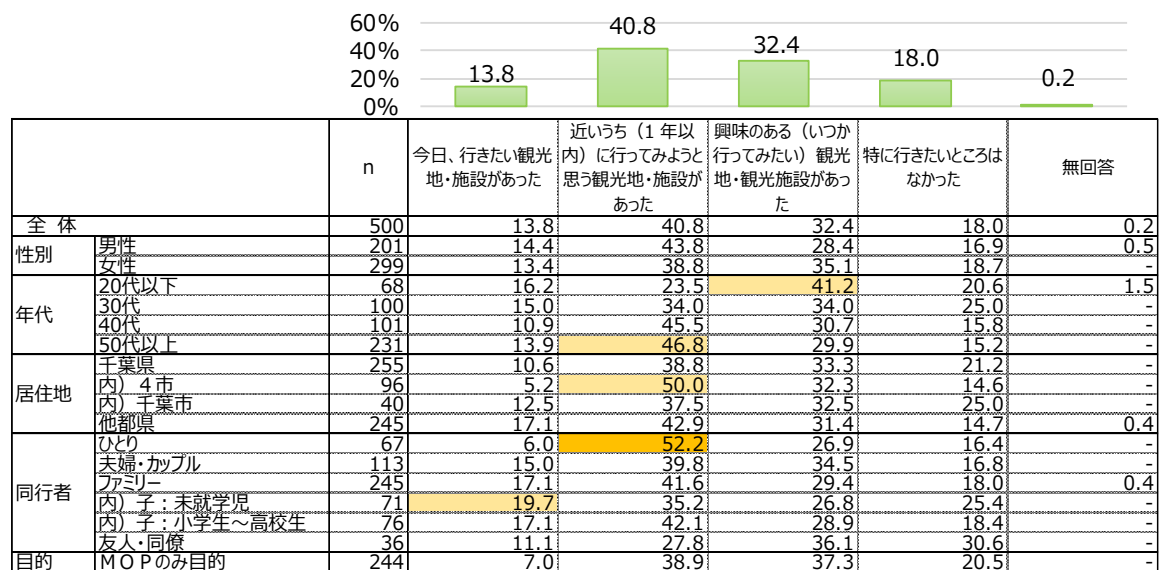 60%
40%
20%
0%
13.8
40.8
32.4
18.0
0.2
n
今日、行きたい観光
地・施設があった
近いうち（1 年以
内）に行ってみようと
思う観光地・施設が
あった
興味のある（いつか
行ってみたい）観光
地・観光施設があっ
た
特に行きたいところは
なかった
無回答
全 体 500 13.8 40.8 32.4 18.0 0.2
性別
男性 201 14.4 43.8 28.4 16.9 0.5
女性 299 13.4 38.8 35.1 18.7 -
年代
20代以下 68 16.2 23.5 41.2 20.6 1.5
30代 100 15.0 34.0 34.0 25.0 -
40代 101 10.9 45.5 30.7 15.8 -
50代以上 231 13.9 46.8 29.9 15.2 -
居住地
千葉県 255 10.6 38.8 33.3 21.2 -
内）４市 96 5.2 50.0 32.3 14.6 -
内）千葉市 40 12.5 37.5 32.5 25.0 -
他都県 245 17.1 42.9 31.4 14.7 0.4
同行者
ひとり 67 6.0 52.2 26.9 16.4 -
夫婦・カップル 113 15.0 39.8 34.5 16.8 -
ファミリー 245 17.1 41.6 29.4 18.0 0.4
内）子：未就学児 71 19.7 35.2 26.8 25.4 -
内）子：小学生～高校生 76 17.1 42.1 28.9 18.4 -
友人・同僚 36 11.1 27.8 36.1 30.6 -
目的 ＭＯＰのみ目的 244 7.0 38.9 37.3 20.5 -